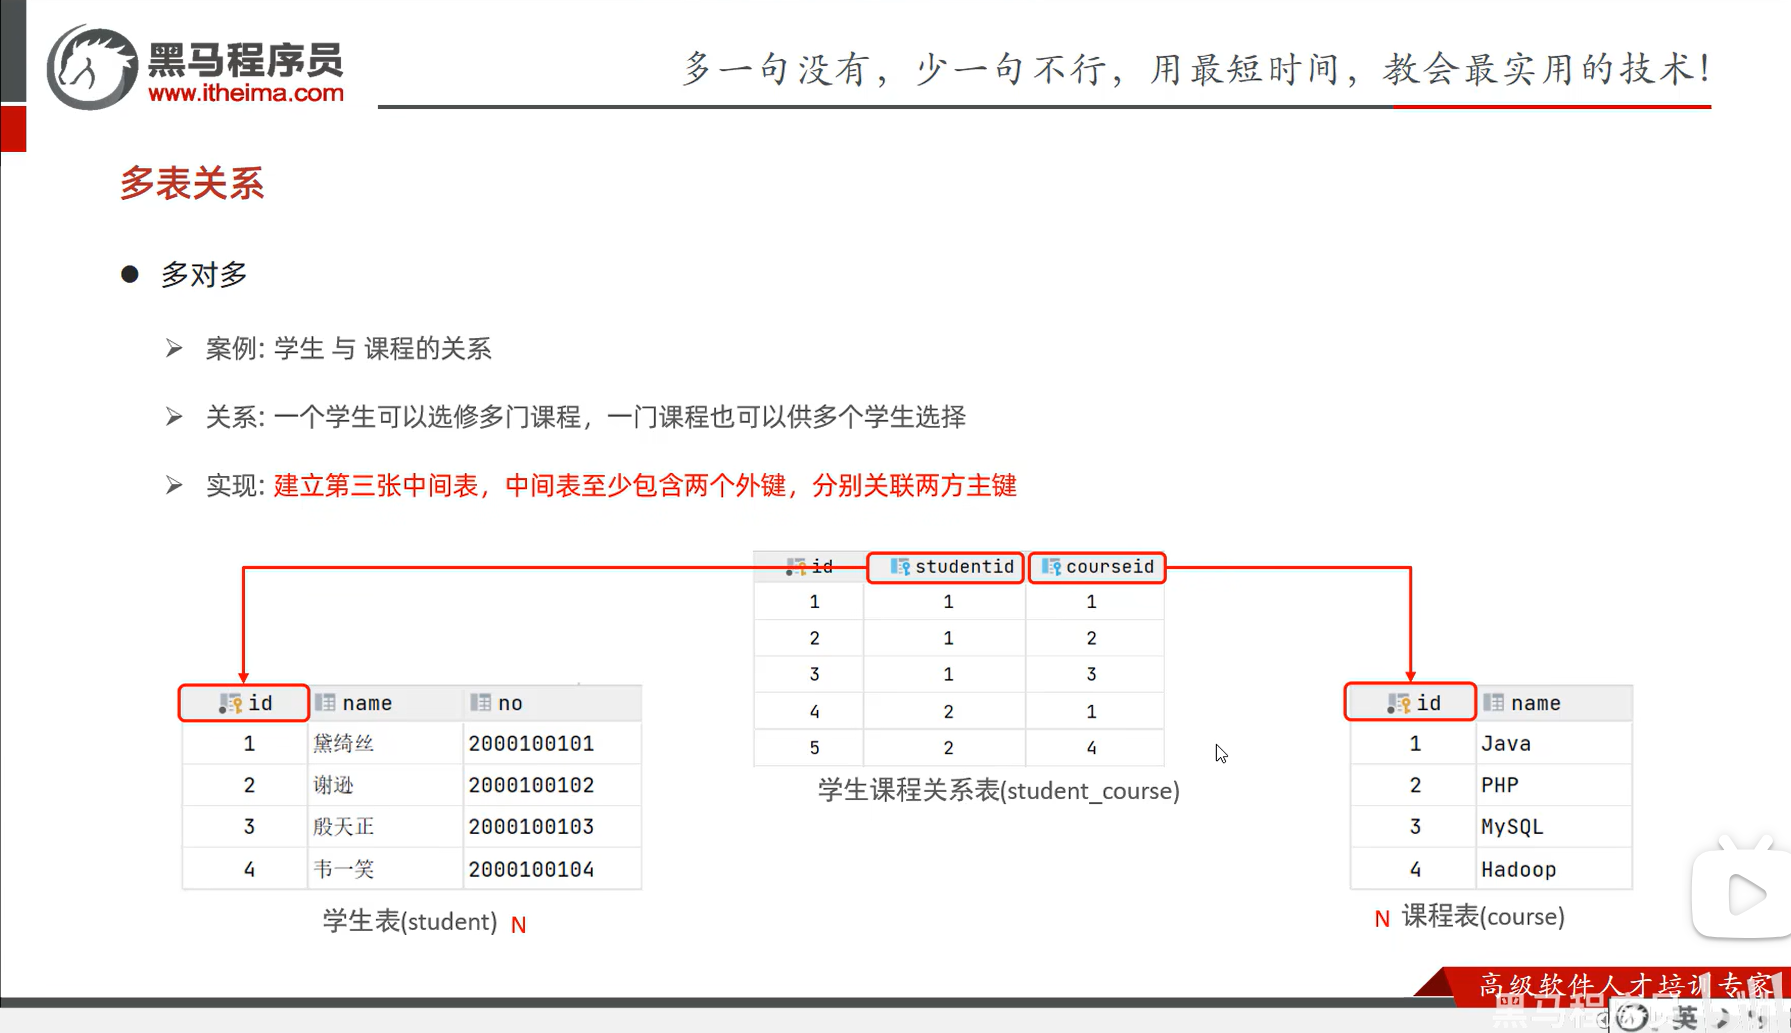 黑马程序员
www.itheima.com
多一句没有，少一句不行，用最短时间，教会最实用的技术！
多表关系
● 多对多
➢ 案例: 学生 与 课程的关系
➢ 关系: 一个学生可以选修多门课程，一门课程也可以供多个学生选择
➢ 实现: 建立第三张中间表，中间表至少包含两个外键，分别关联两方主键
id studentid courseid
1 1 1
2 1 2
3 1 3
4 2 1
5 2 4
学生课程关系表(student_course)
id name no
1 黛绮丝 2000100101
2 谢逊 2000100102
3 殷天正 2000100103
4 韦一笑 2000100104
学生表(student) N
id name
1 Java
2 PHP
3 MySQL
4 Hadoop
N 课程表(course)
高级软件人才培训专家
黑马程序员
英